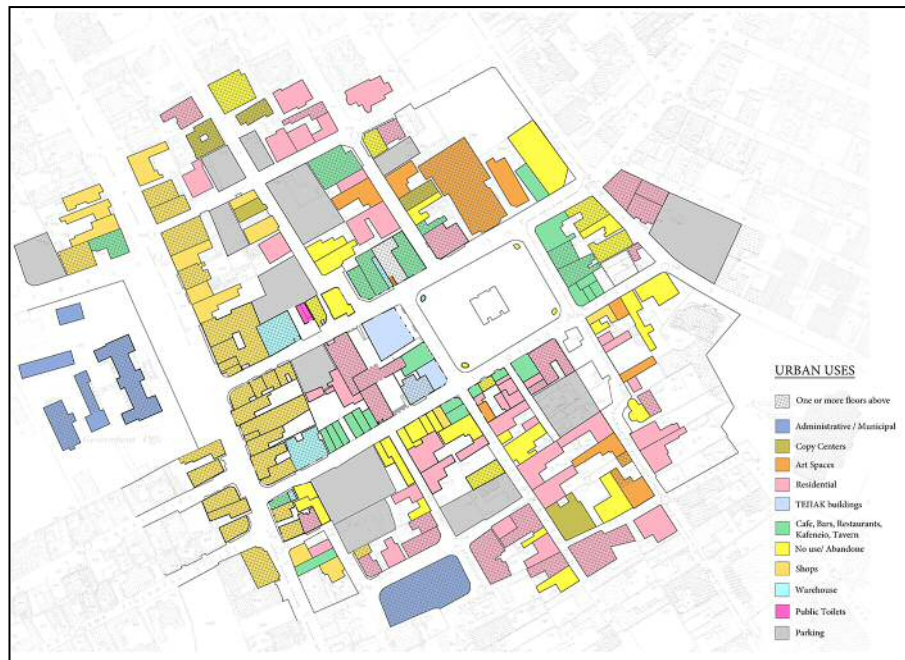 URBAN USES
One or more floors above
Administrative / Municipal
Copy Centers
Art Spaces
Residential
ΤΕΠΑΚ buildings
Cafe, Bars, Restaurants,
Kafeneio, Tavern
No use/ Abandone
Shops
Warehouse
Public Toilets
Parking